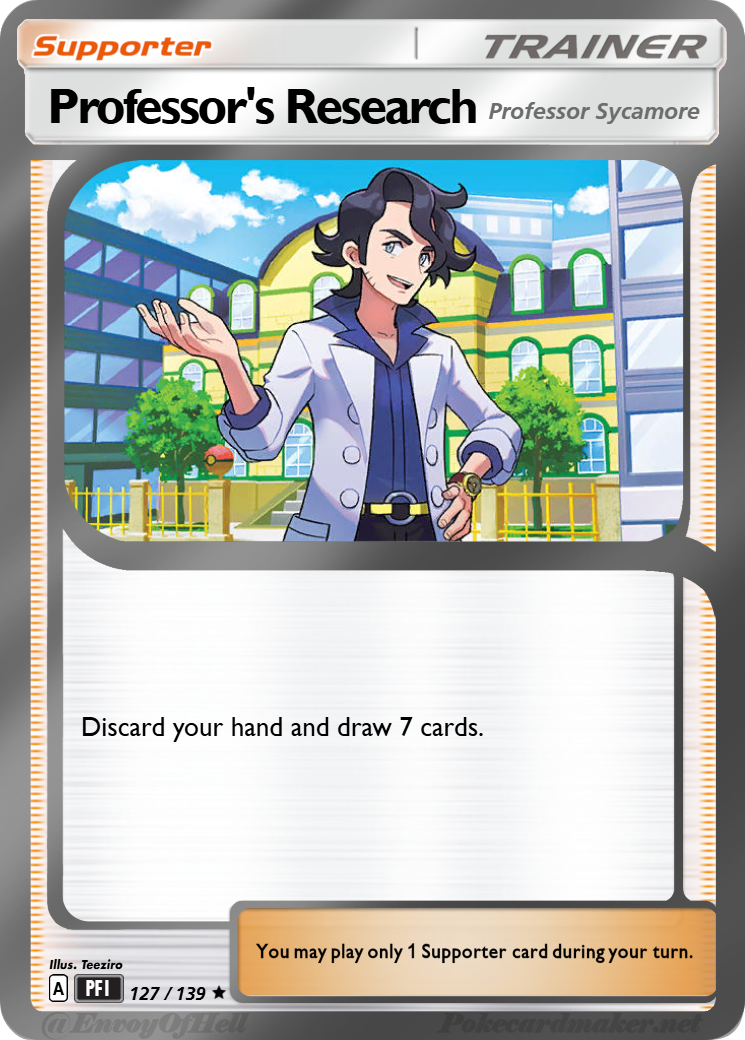 Supporter TRAINER
Professor's Research Professor Sycamore
Discard your hand and draw 7 cards.
You may play only 1 Supporter card during your turn.
Illus. Teeziro
A PFI 127 / 139 ★
@EnvoyOfHell Pokecardmaker.net